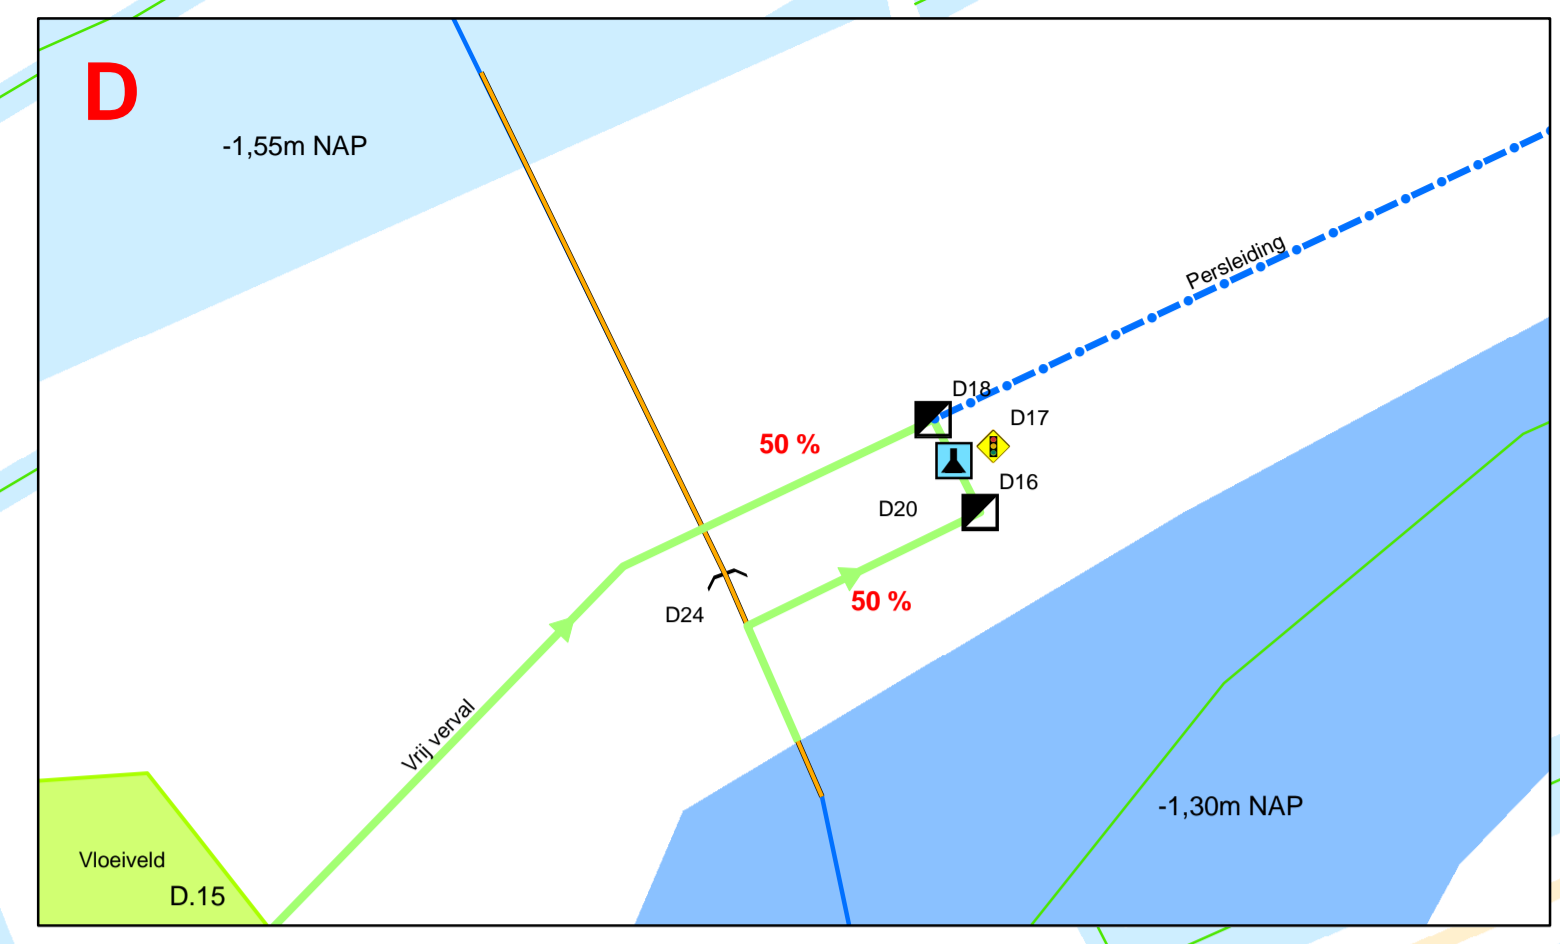 D
-1,55m NAP
Persleiding
D18
D17
50 %
D16
D20
50 %
D24
Vrij verval
-1,30m NAP
Vloeiveld
D.15